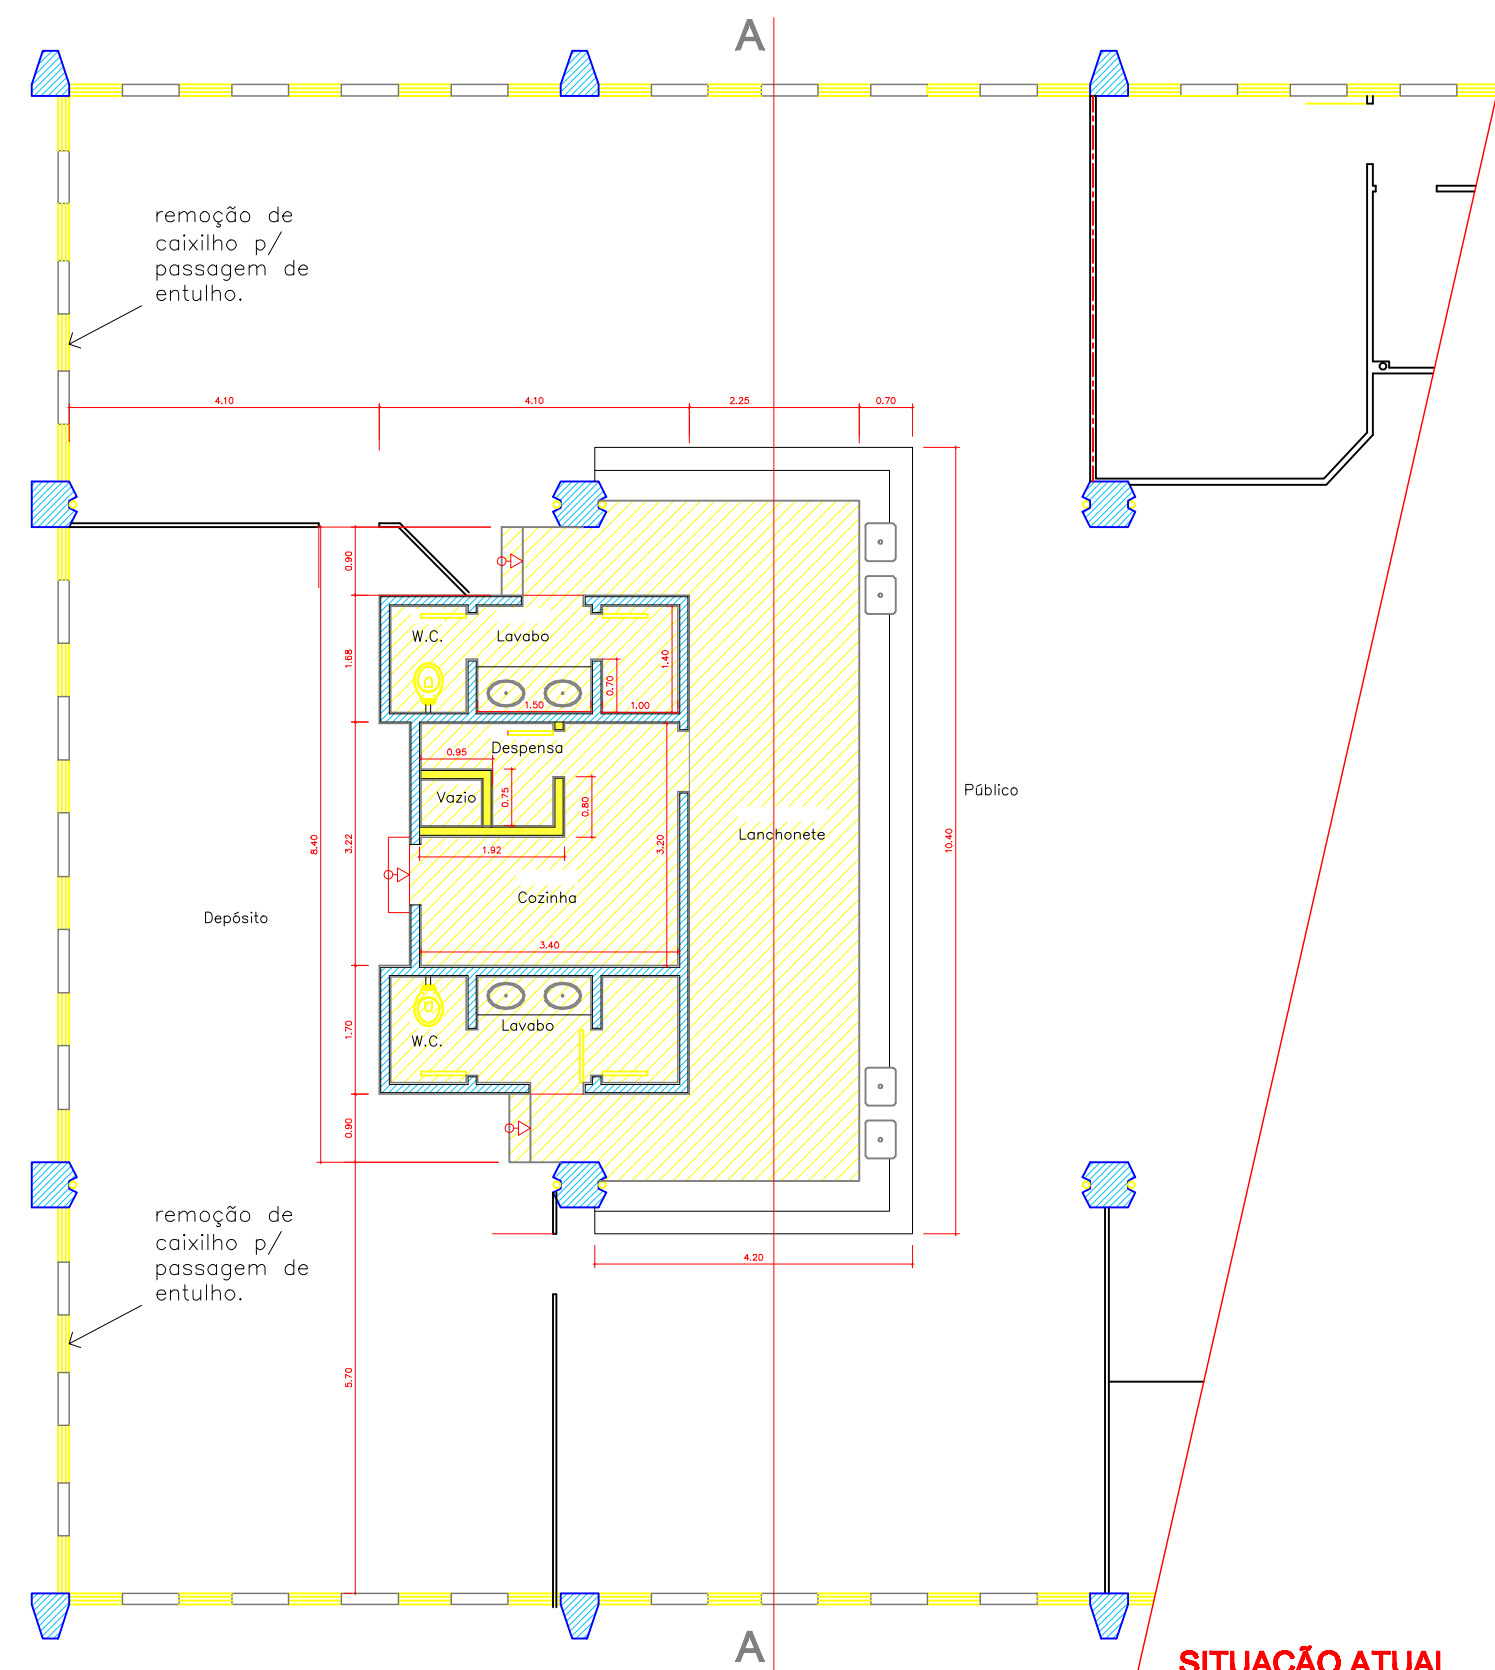 A
remoção de
caixilho p/
passagem de
entulho.
4.10
4.10
2.25
0.70
0.90
W.C.
Lavabo
1.68
1.40
0.70
1.50
1.00
Despensa
0.95
Vazio
0.75
0.80
Público
Lanchonete
8.40
3.22
1.92
3.20
10.40
Cozinha
Depósito
3.40
1.70
Lavabo
W.C.
0.90
remoção de
caixilho p/
passagem de
entulho.
4.20
5.70
A
SITUAÇÃO ATUAL